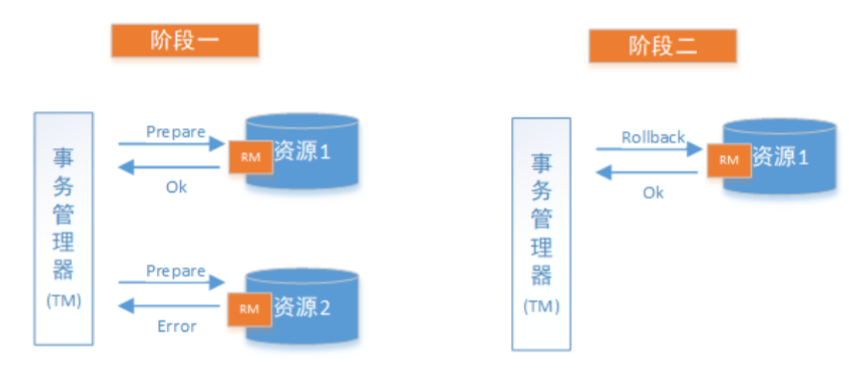 阶段一
事务管理器
(TM)
Prepare
Ok
RM
资源1
Prepare
Error
RM
资源2
阶段二
事务管理器
(TM)
Rollback
Ok
RM
资源1